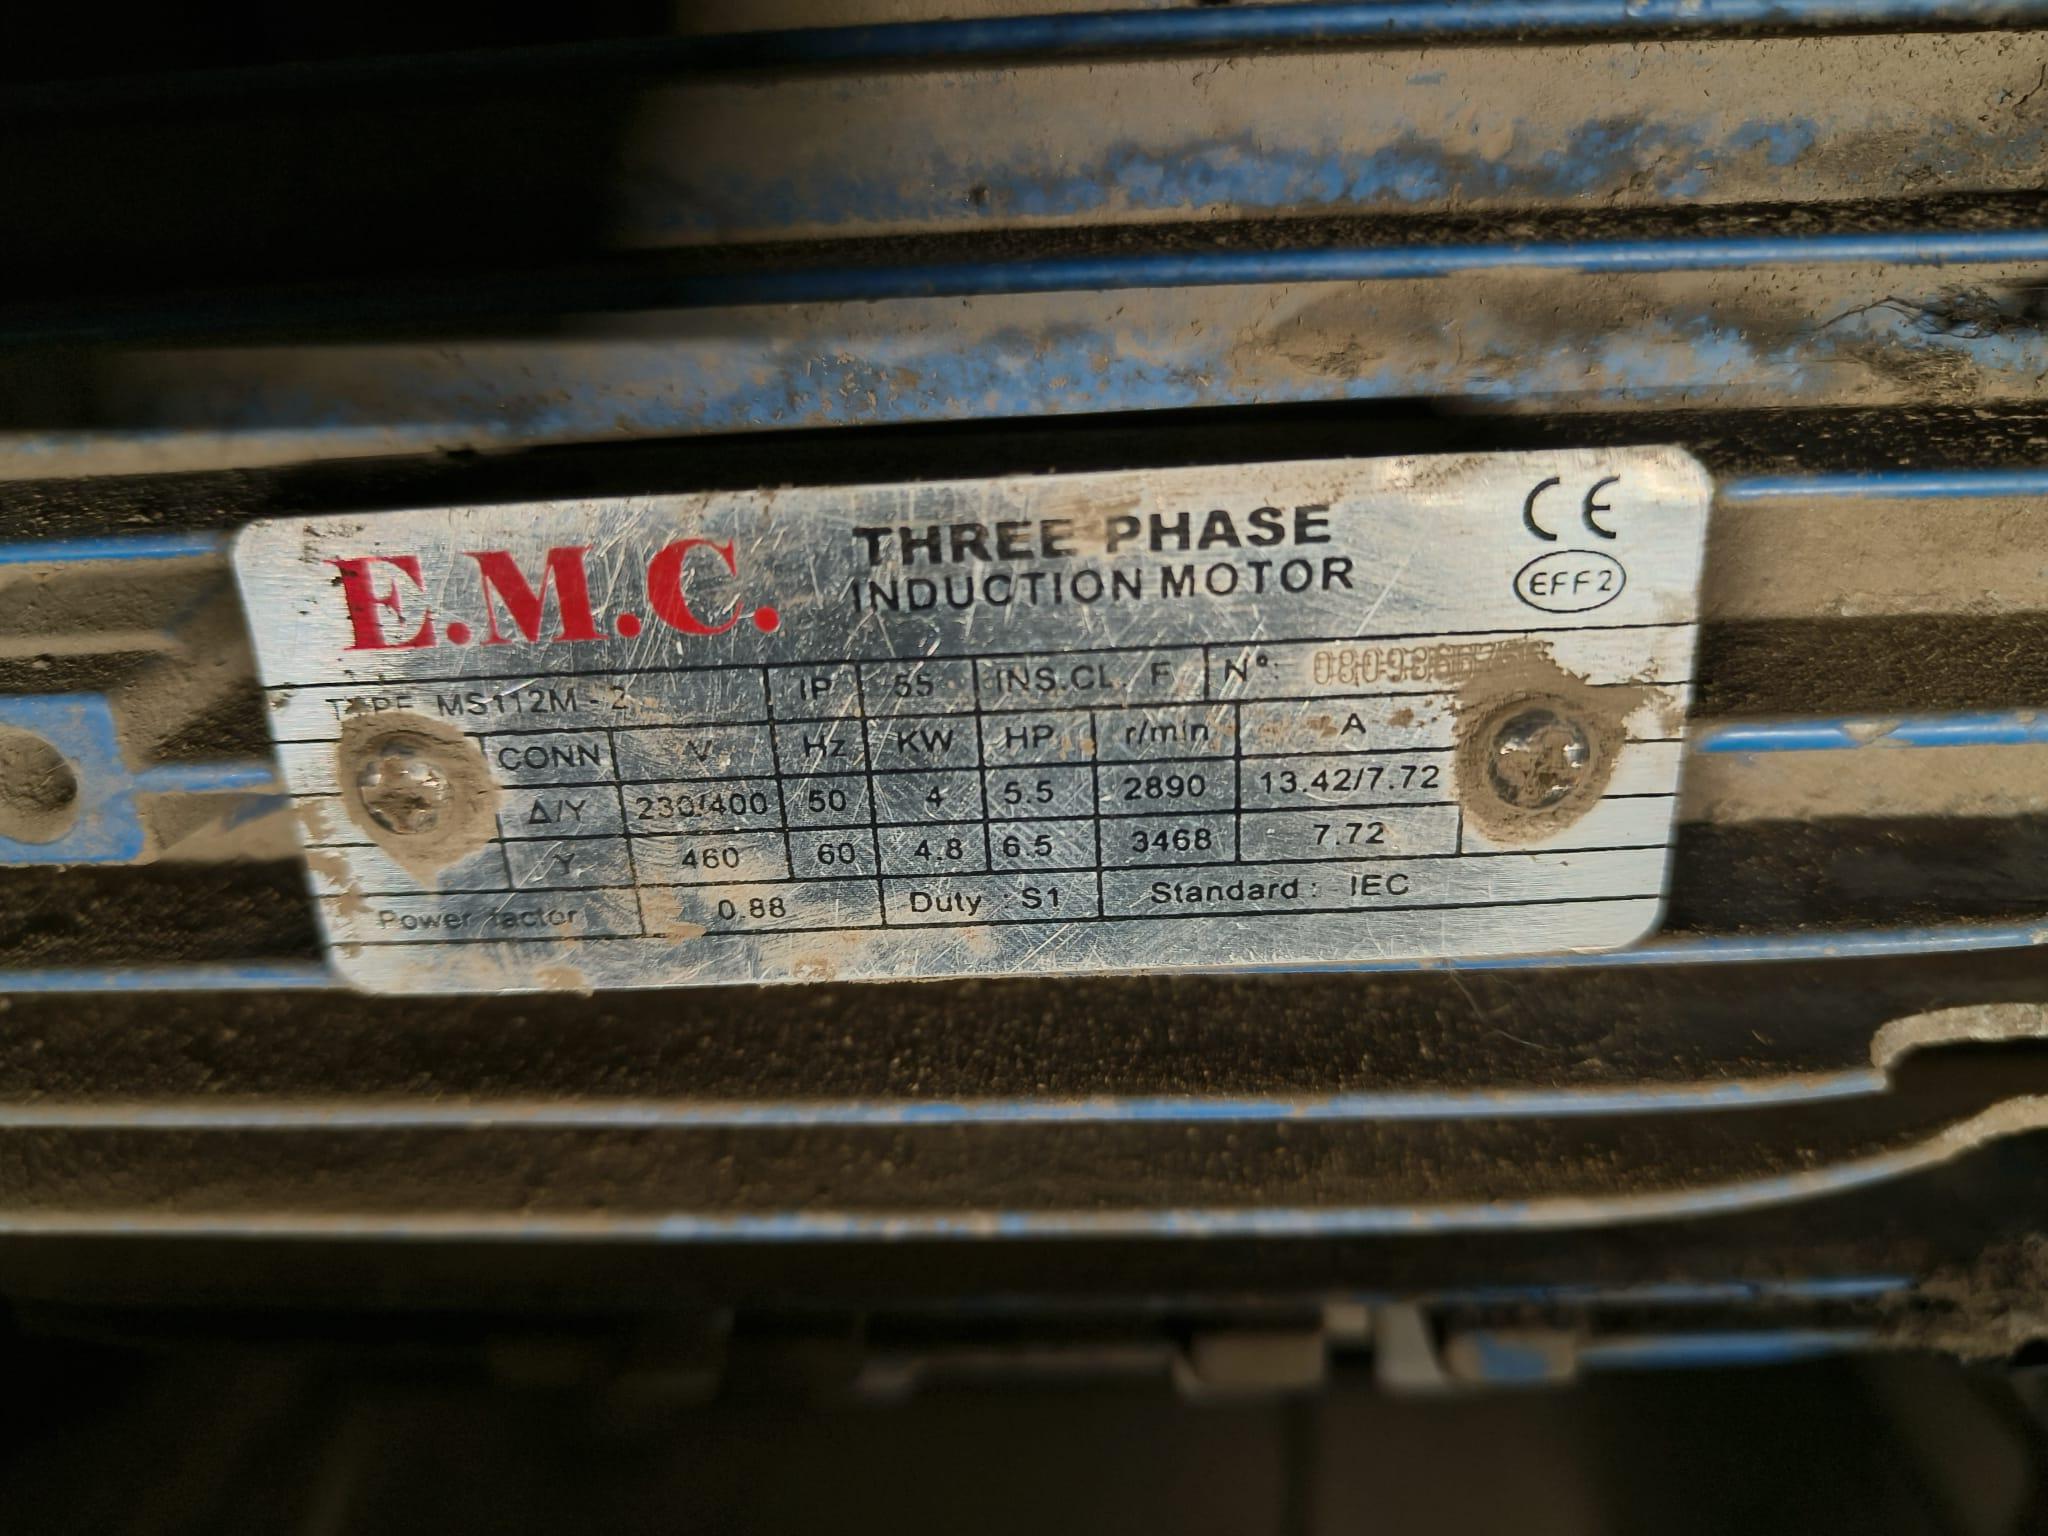 E.M.C.
THREE PHASE
INDUCTION MOTOR
CE
EFF2
TYPE MS112M - 2 IP 55 INS.CL. F Nº:
CONN V Hz KW HP r/min A
Δ/Y 230/400 50 4 5.5 2890 13.42/7.72
Y 460 60 4.8 6.5 3468 7.72
Power factor 0.88 Duty : S1 Standard : IEC